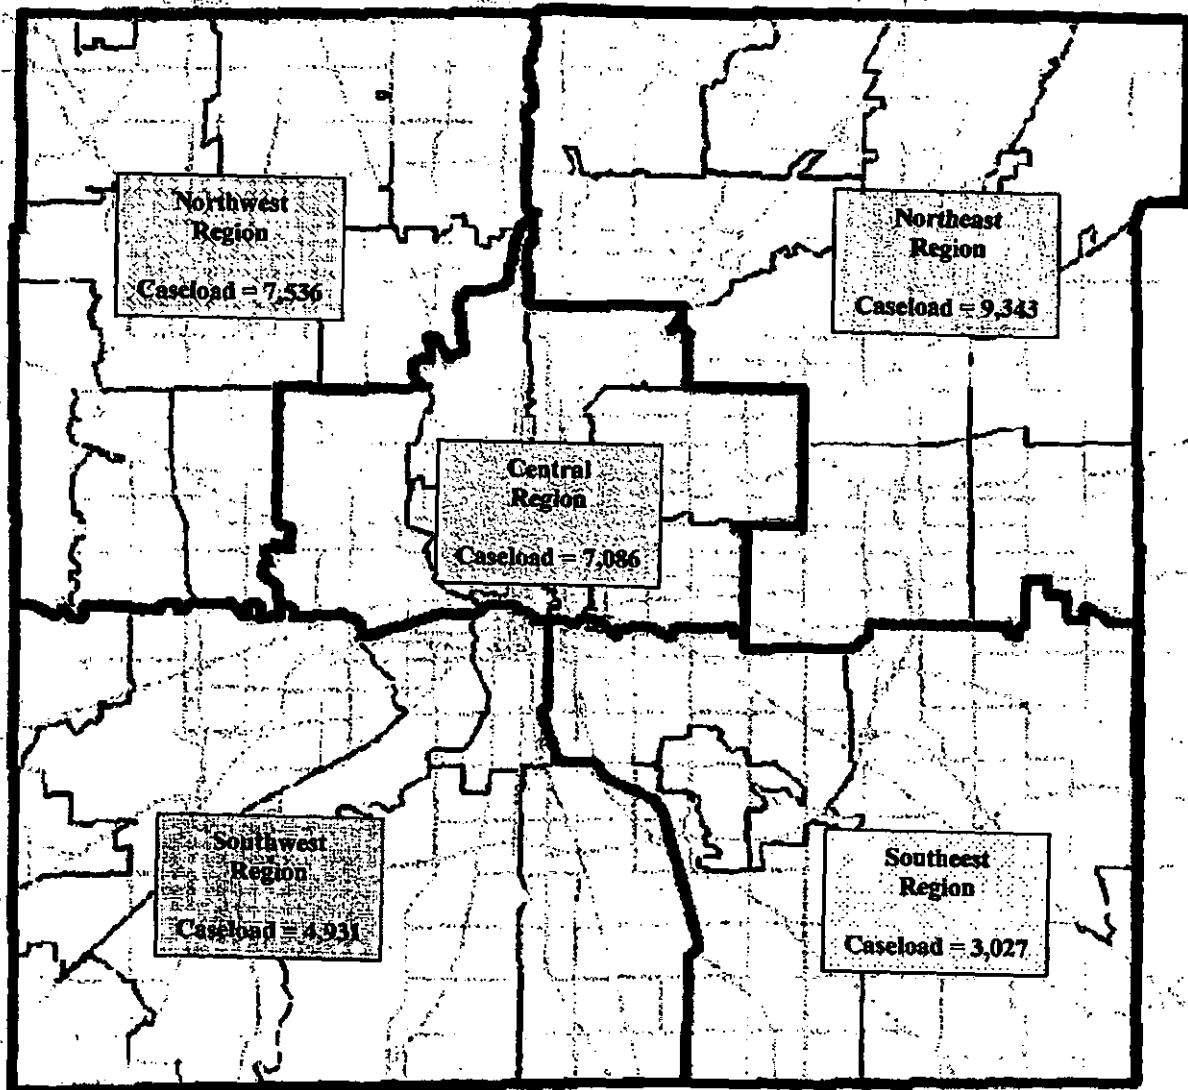 Northwest
Region
Caseload = 7,536
Northeast
Region
Caseload = 9,343
Central
Region
Caseload = 7,086
Southwest
Region
Caseload = 4,931
Southeest
Region
Caseload = 3,027